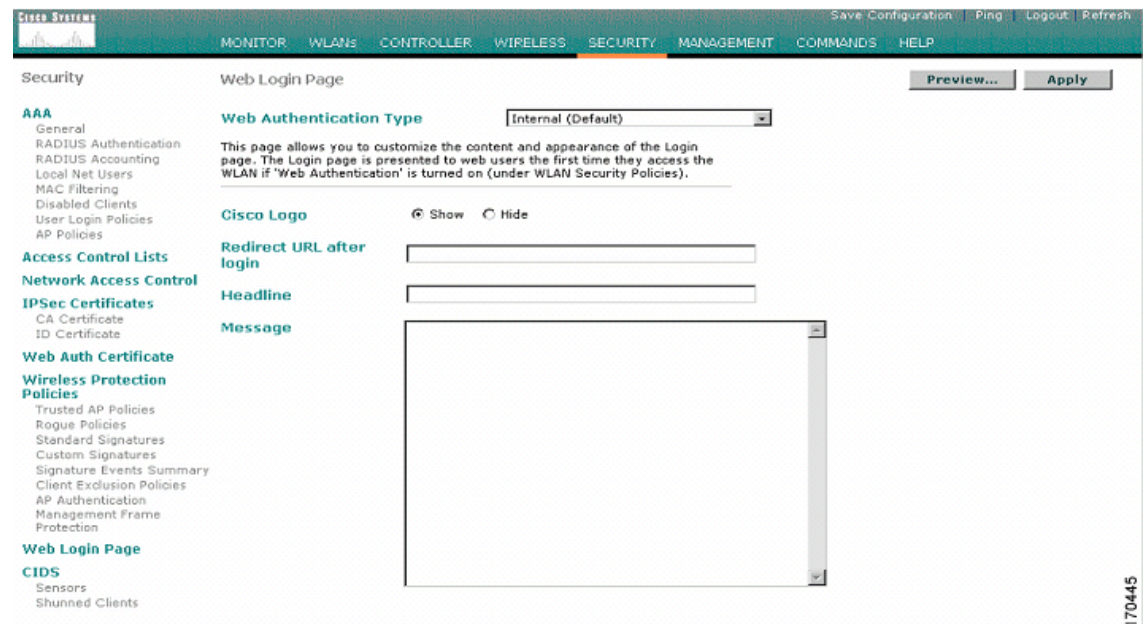 Cisco Systems
Save Configuration | Ping | Logout | Refresh
MONITOR WLANs CONTROLLER WIRELESS SECURITY MANAGEMENT COMMANDS HELP
Security
AAA
General
RADIUS Authentication
RADIUS Accounting
Local Net Users
MAC Filtering
Disabled Clients
User Login Policies
AP Policies
Access Control Lists
Network Access Control
IPSec Certificates
CA Certificate
ID Certificate
Web Auth Certificate
Wireless Protection
Policies
Trusted AP Policies
Rogue Policies
Standard Signatures
Custom Signatures
Signature Events Summary
Client Exclusion Policies
AP Authentication
Management Frame
Protection
Web Login Page
CIDS
Sensors
Shunned Clients
Web Login Page
Preview... Apply
Web Authentication Type Internal (Default)
This page allows you to customize the content and appearance of the Login
page. The Login page is presented to web users the first time they access the
WLAN if 'Web Authentication' is turned on (under WLAN Security Policies).
Cisco Logo Show Hide
Redirect URL after
login
Headline
Message
170445